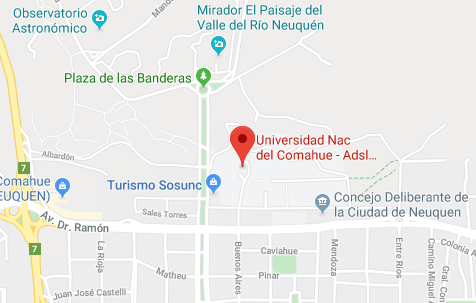 Observatorio
Astronómico
Mirador El Paisaje del
Valle del Río Neuquén
Plaza de las Banderas
Universidad Nac
del Comahue - Adsl...
7
Albardón
Comahue
EUQUEN)
Turismo Sosunc
Concejo Deliberante de
la Ciudad de Neuquen
Sales Torres
Av. Dr. Ramón
7
La Rioja
Caviahue
Buenos Aires
Mendoza
Entre Ríos
Camino Miguel
Gral. Con
Colonia A
Matheu
Pinar
Juan José Castelli